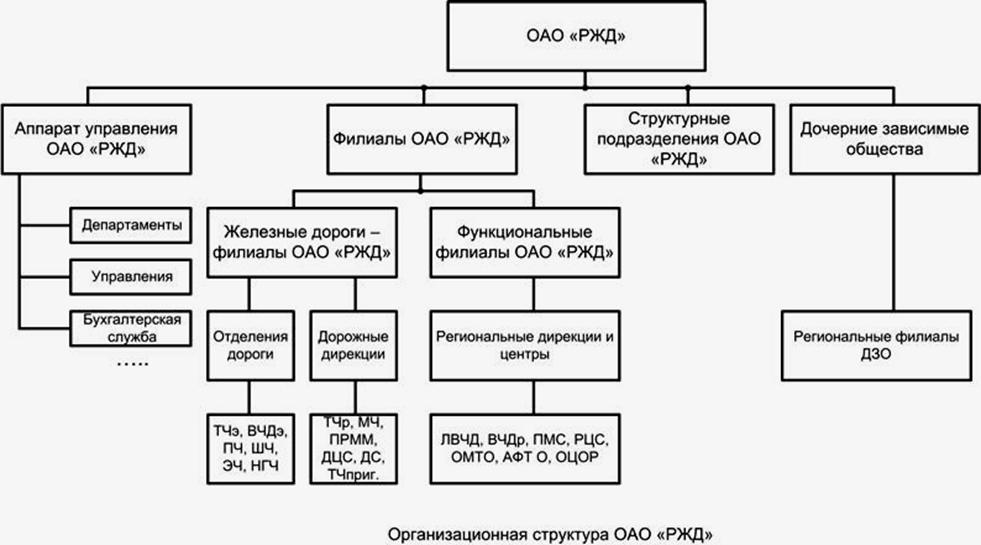 ОАО «РЖД»
Аппарат управления
ОАО «РЖД»
Филиалы ОАО «РЖД»
Структурные
подразделения ОАО
«РЖД»
Дочерние зависимые
общества
Департаменты
Управления
Бухгалтерская
служба
.....
Железные дороги –
филиалы ОАО «РЖД»
Функциональные
филиалы ОАО «РЖД»
Отделения
дороги
Дорожные
дирекции
Региональные дирекции и
центры
Региональные филиалы
ДЗО
ТЧэ, ВЧДэ,
ПЧ, ШЧ,
ЭЧ, НГЧ
ТЧр, МЧ,
ПРММ,
ДЦС, ДС,
ТЧприг.
ЛВЧД, ВЧДр, ПМС, РЦС,
ОМТО, АФТ О, ОЦОР
Организационная структура ОАО «РЖД»